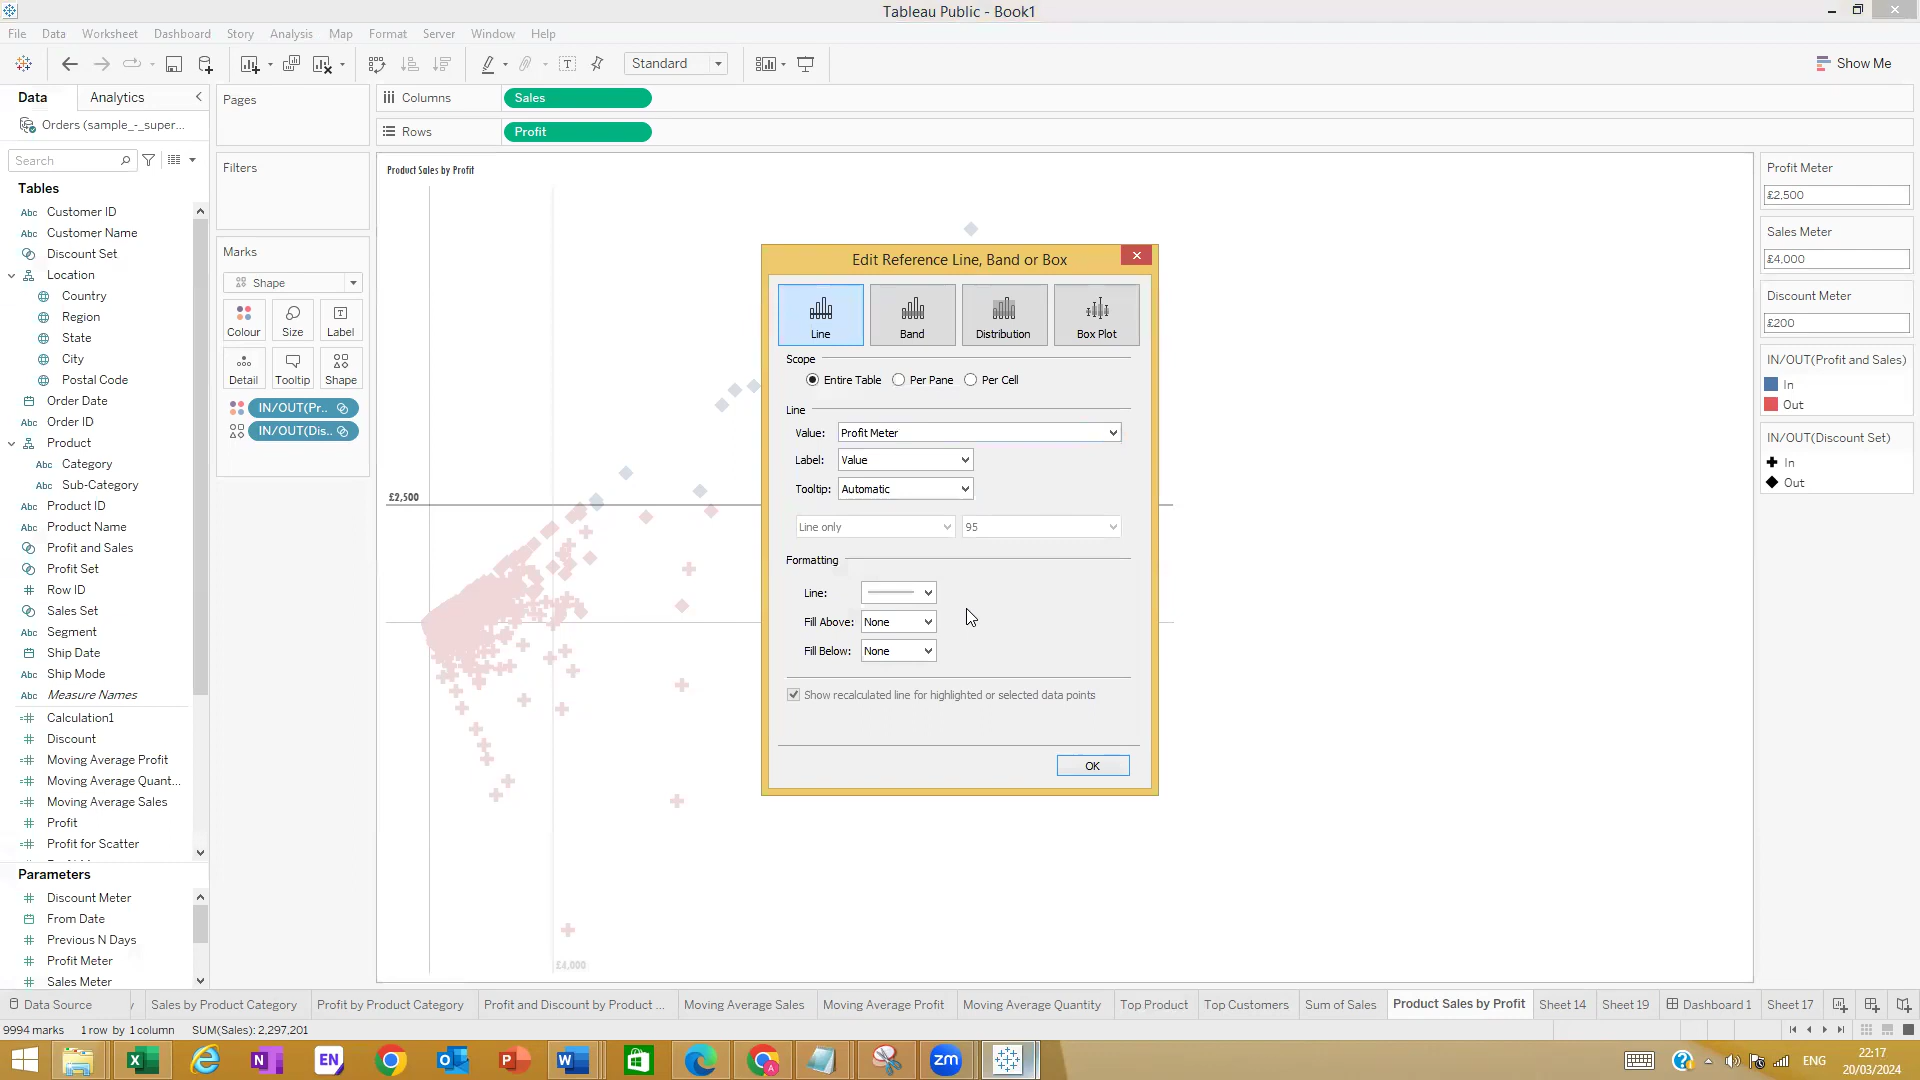 Tableau Public - Book1
File Data Worksheet Dashboard Story Analysis Map Format Server Window Help
Standard
Show Me
Data
Analytics
Orders (sample_-_super...
Search
Tables
Abc Customer ID
Abc Customer Name
Discount Set
Location
Country
Region
State
City
Postal Code
Order Date
Abc Order ID
Product
Abc Category
Abc Sub-Category
Abc Product ID
Abc Product Name
Profit and Sales
Profit Set
# Row ID
Sales Set
Abc Segment
Ship Date
Abc Ship Mode
Abc Measure Names
=# Calculation1
# Discount
=# Moving Average Profit
=# Moving Average Quant...
=# Moving Average Sales
# Profit
=# Profit for Scatter
Parameters
# Discount Meter
From Date
# Previous N Days
# Profit Meter
# Sales Meter
Pages
Filters
Marks
Shape
Colour
Size
Label
Detail
Tooltip
Shape
IN/OUT(Pr..
IN/OUT(Dis..
Columns
Sales
Rows
Profit
Product Sales by Profit
£2,500
£4,000
Edit Reference Line, Band or Box
Line
Band
Distribution
Box Plot
Scope
Entire Table
Per Pane
Per Cell
Line
Value: Profit Meter
Label: Value
Tooltip: Automatic
Line only
95
Formatting
Line:
Fill Above: None
Fill Below: None
Show recalculated line for highlighted or selected data points
OK
Profit Meter
£2,500
Sales Meter
£4,000
Discount Meter
£200
IN/OUT(Profit and Sales)
In
Out
IN/OUT(Discount Set)
In
Out
Data Source
Sales by Product Category
Profit by Product Category
Profit and Discount by Product ...
Moving Average Sales
Moving Average Profit
Moving Average Quantity
Top Product
Top Customers
Sum of Sales
Product Sales by Profit
Sheet 14
Sheet 19
Dashboard 1
Sheet 17
9994 marks
1 row by 1 column
SUM(Sales): 2,297,201
EN
zm
ENG
22:17
20/03/2024